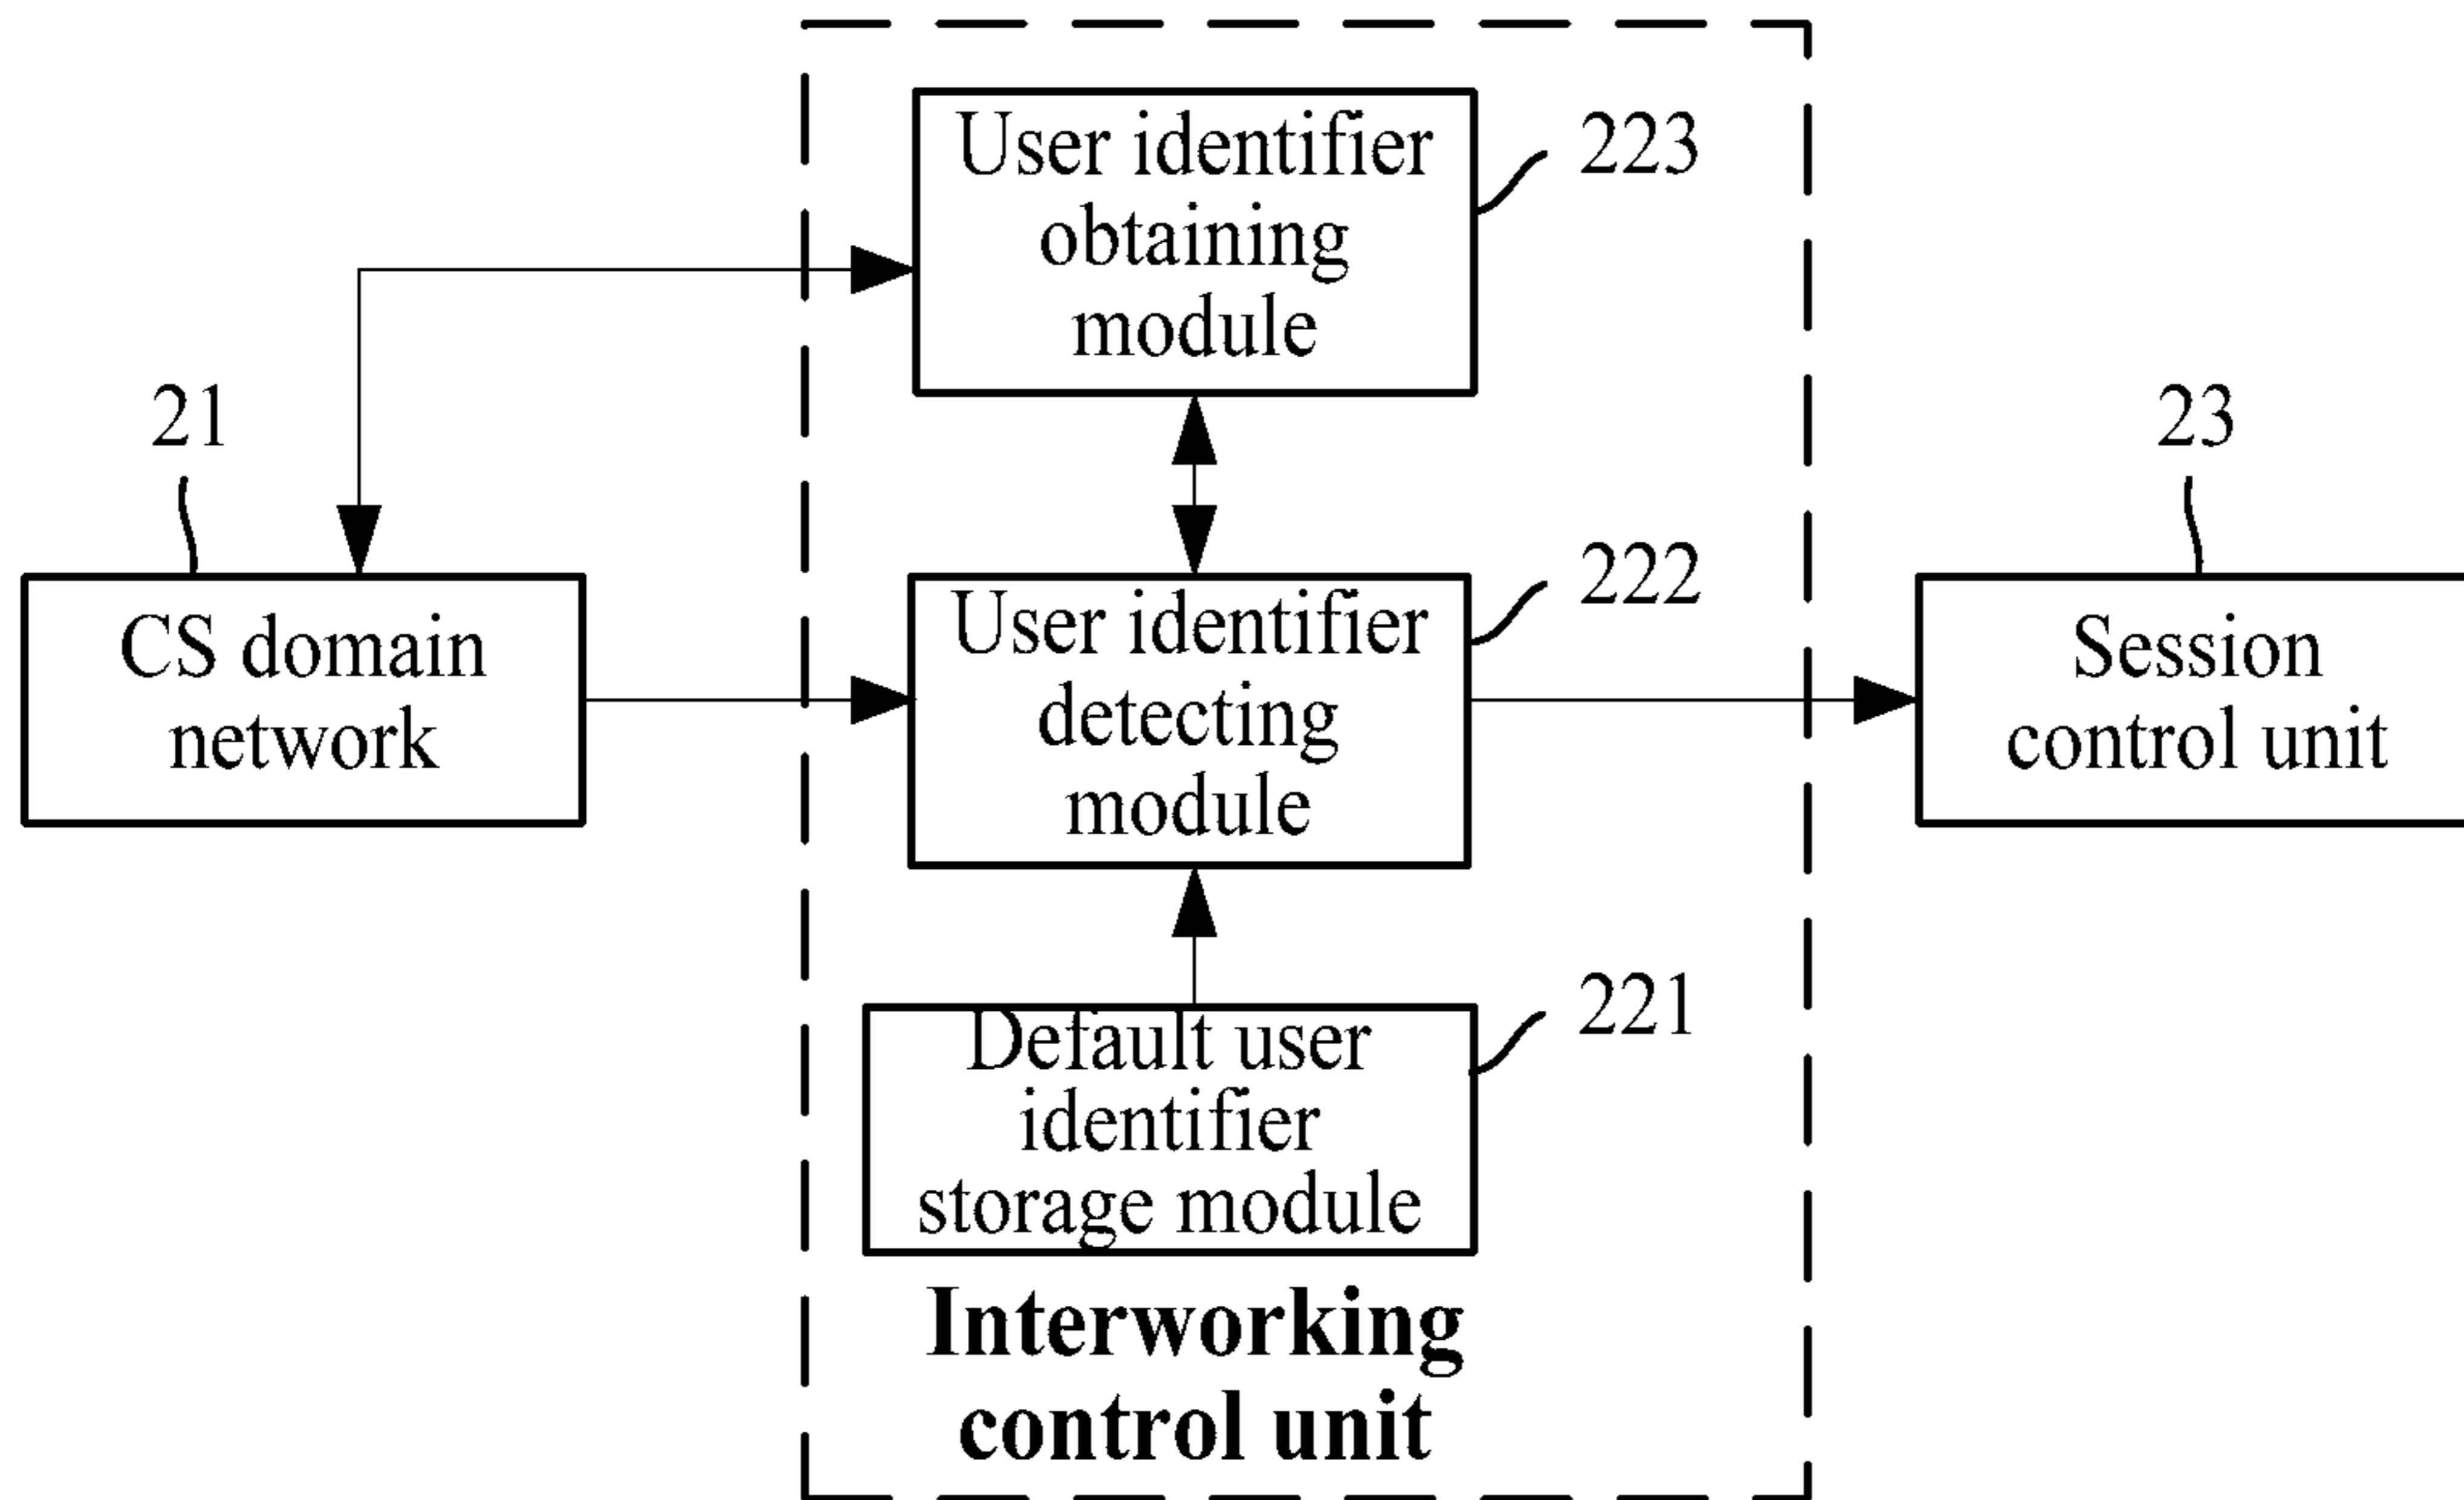 User identifier
obtaining
module
223
21
CS domain
network
User identifier
detecting
module
222
23
Session
control unit
Default user
identifier
storage module
221
Interworking
control unit